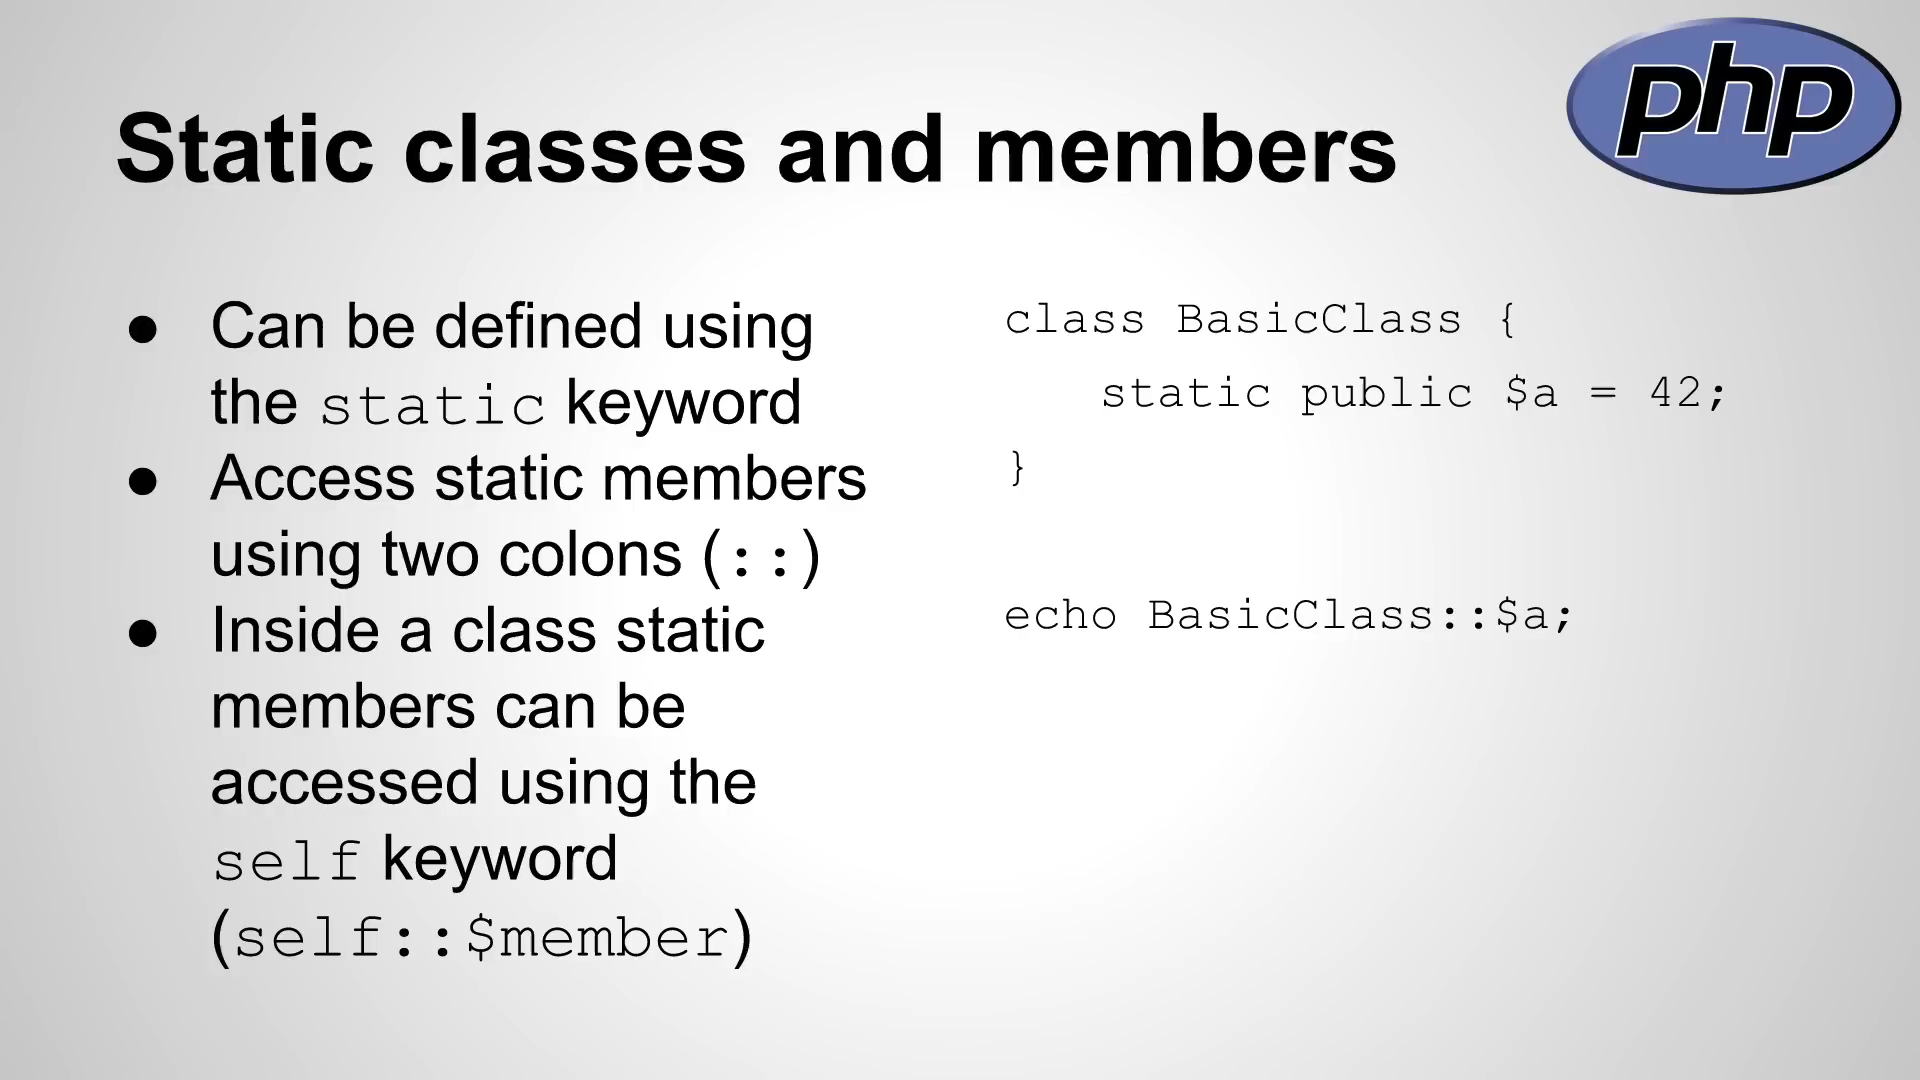 php
Static classes and members
● Can be defined using
the static keyword
● Access static members
using two colons (::)
● Inside a class static
members can be
accessed using the
self keyword
(self::$member)
class BasicClass {
static public $a = 42;
}
echo BasicClass::$a;